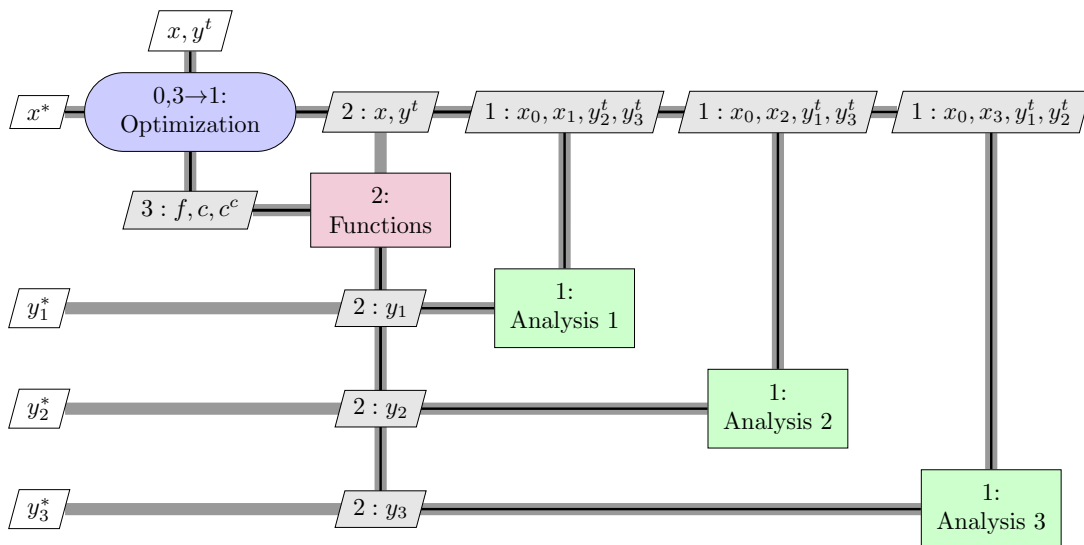 x, y^t
x*
0,3→1:
Optimization
2 : x, y^t
1 : x_0, x_1, y_2^t, y_3^t
1 : x_0, x_2, y_1^t, y_3^t
1 : x_0, x_3, y_1^t, y_2^t
3 : f, c, c^c
2:
Functions
y_1^*
2 : y_1
1:
Analysis 1
y_2^*
2 : y_2
1:
Analysis 2
y_3^*
2 : y_3
1:
Analysis 3